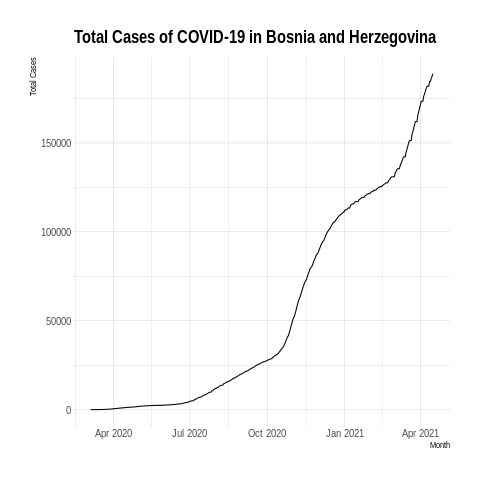 Total Cases of COVID-19 in Bosnia and Herzegovina
Total Cases
150000
100000
50000
0
Apr 2020 Jul 2020 Oct 2020 Jan 2021 Apr 2021
Month